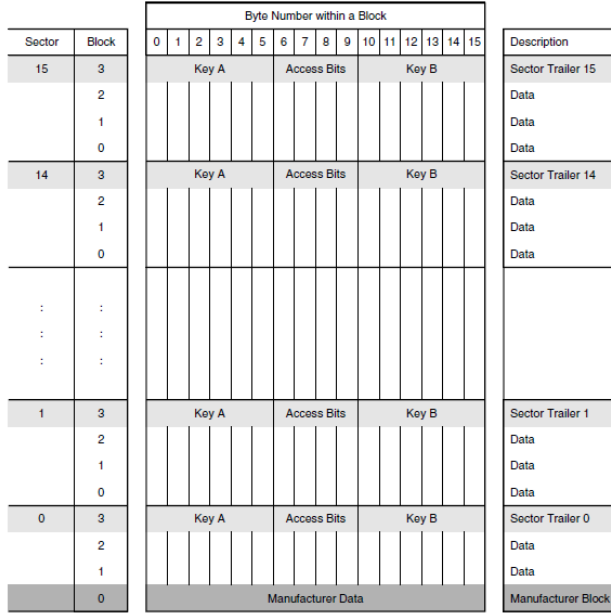 Byte Number within a Block
Sector Block 0 1 2 3 4 5 6 7 8 9 10 11 12 13 14 15 Description
15 3 Key A Access Bits Key B Sector Trailer 15
2 Data
1 Data
0 Data
14 3 Key A Access Bits Key B Sector Trailer 14
2 Data
1 Data
0 Data
: :
: :
: :
1 3 Key A Access Bits Key B Sector Trailer 1
2 Data
1 Data
0 Data
0 3 Key A Access Bits Key B Sector Trailer 0
2 Data
1 Data
0 Manufacturer Data Manufacturer Block